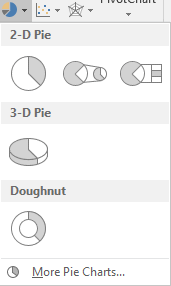 PivotChart
2-D Pie
3-D Pie
Doughnut
More Pie Charts...